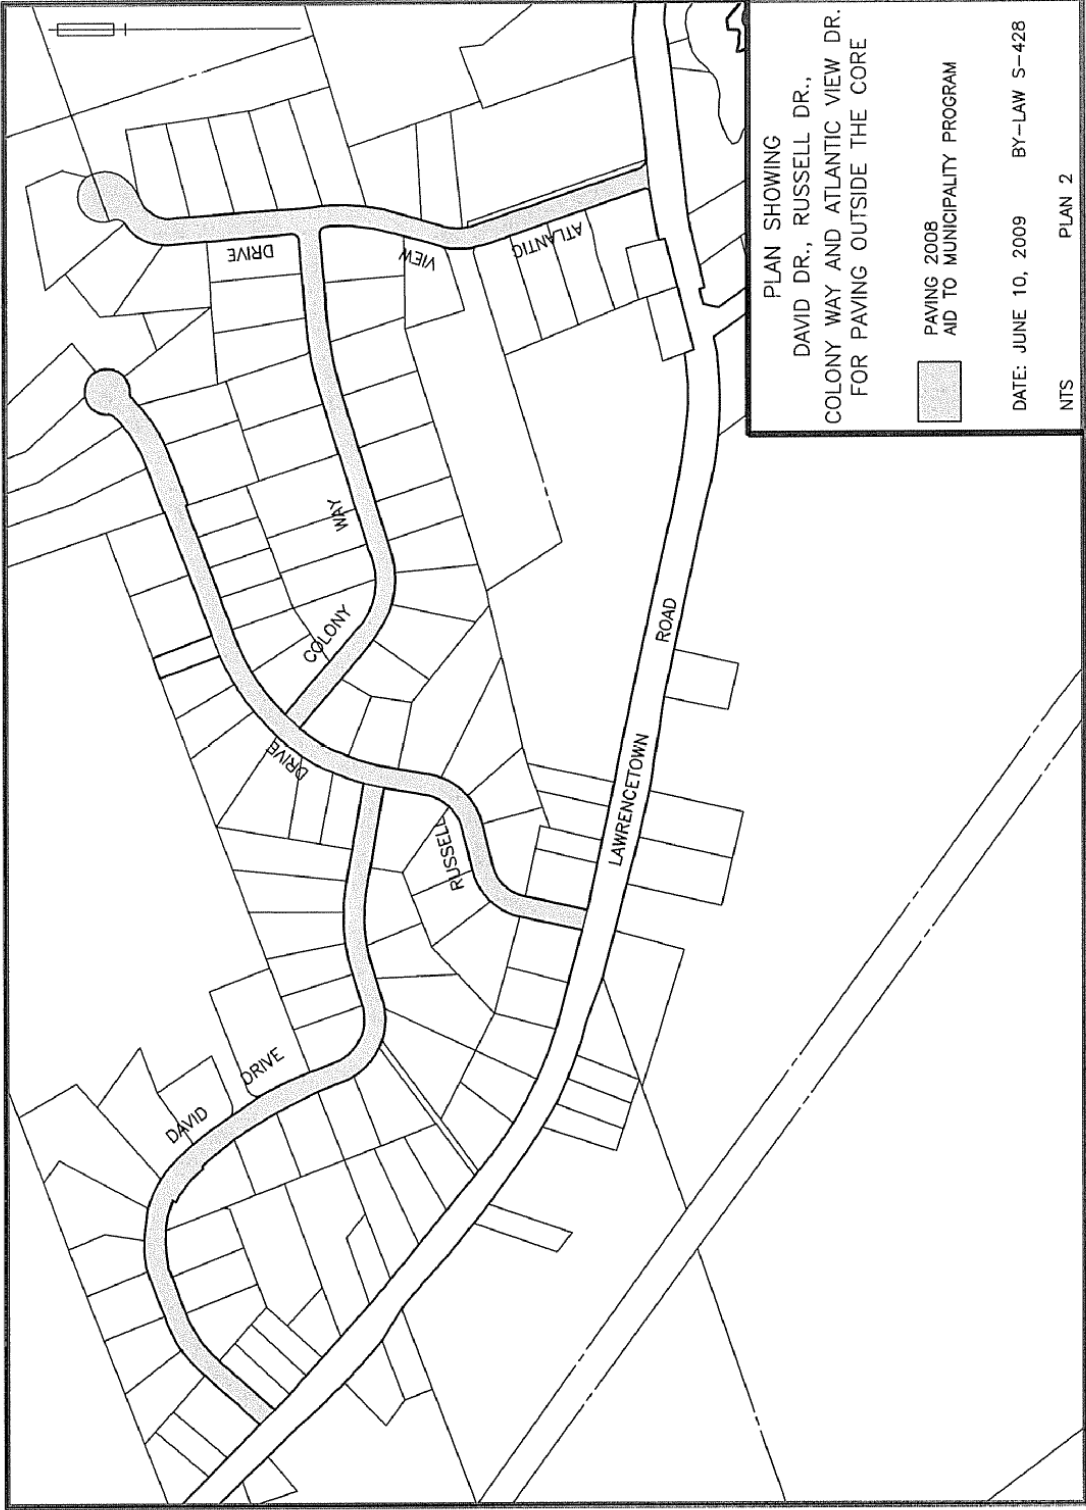 DAVID
DRIVE
RUSSELL
DRIVE
COLONY
WAY
ATLANTIC
VIEW
DRIVE
LAWRENCETOWN
ROAD
PLAN SHOWING
DAVID DR., RUSSELL DR.,
COLONY WAY AND ATLANTIC VIEW DR.
FOR PAVING OUTSIDE THE CORE
PAVING 2008
AID TO MUNICIPALITY PROGRAM
DATE: JUNE 10, 2009 BY-LAW S-428
NTS PLAN 2